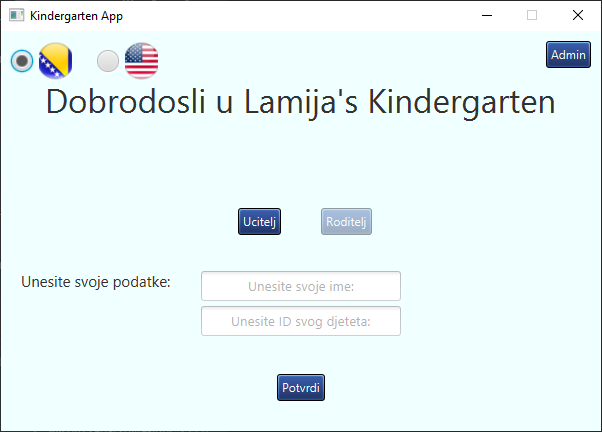 Kindergarten App
Admin
Dobrodosli u Lamija's Kindergarten
Ucitelj
Roditelj
Unesite svoje podatke:
Unesite svoje ime:
Unesite ID svog djeteta:
Potvrdi